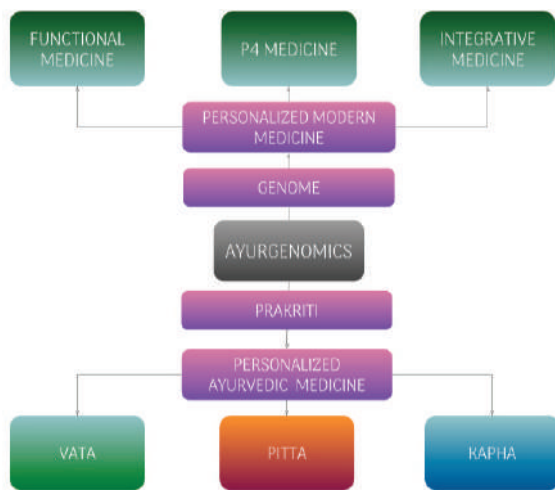 FUNCTIONAL
MEDICINE
P4 MEDICINE
INTEGRATIVE
MEDICINE
PERSONALIZED MODERN
MEDICINE
GENOME
AYURGENOMICS
PRAKRITI
PERSONALIZED
AYURVEDIC MEDICINE
VATA
PITTA
KAPHA